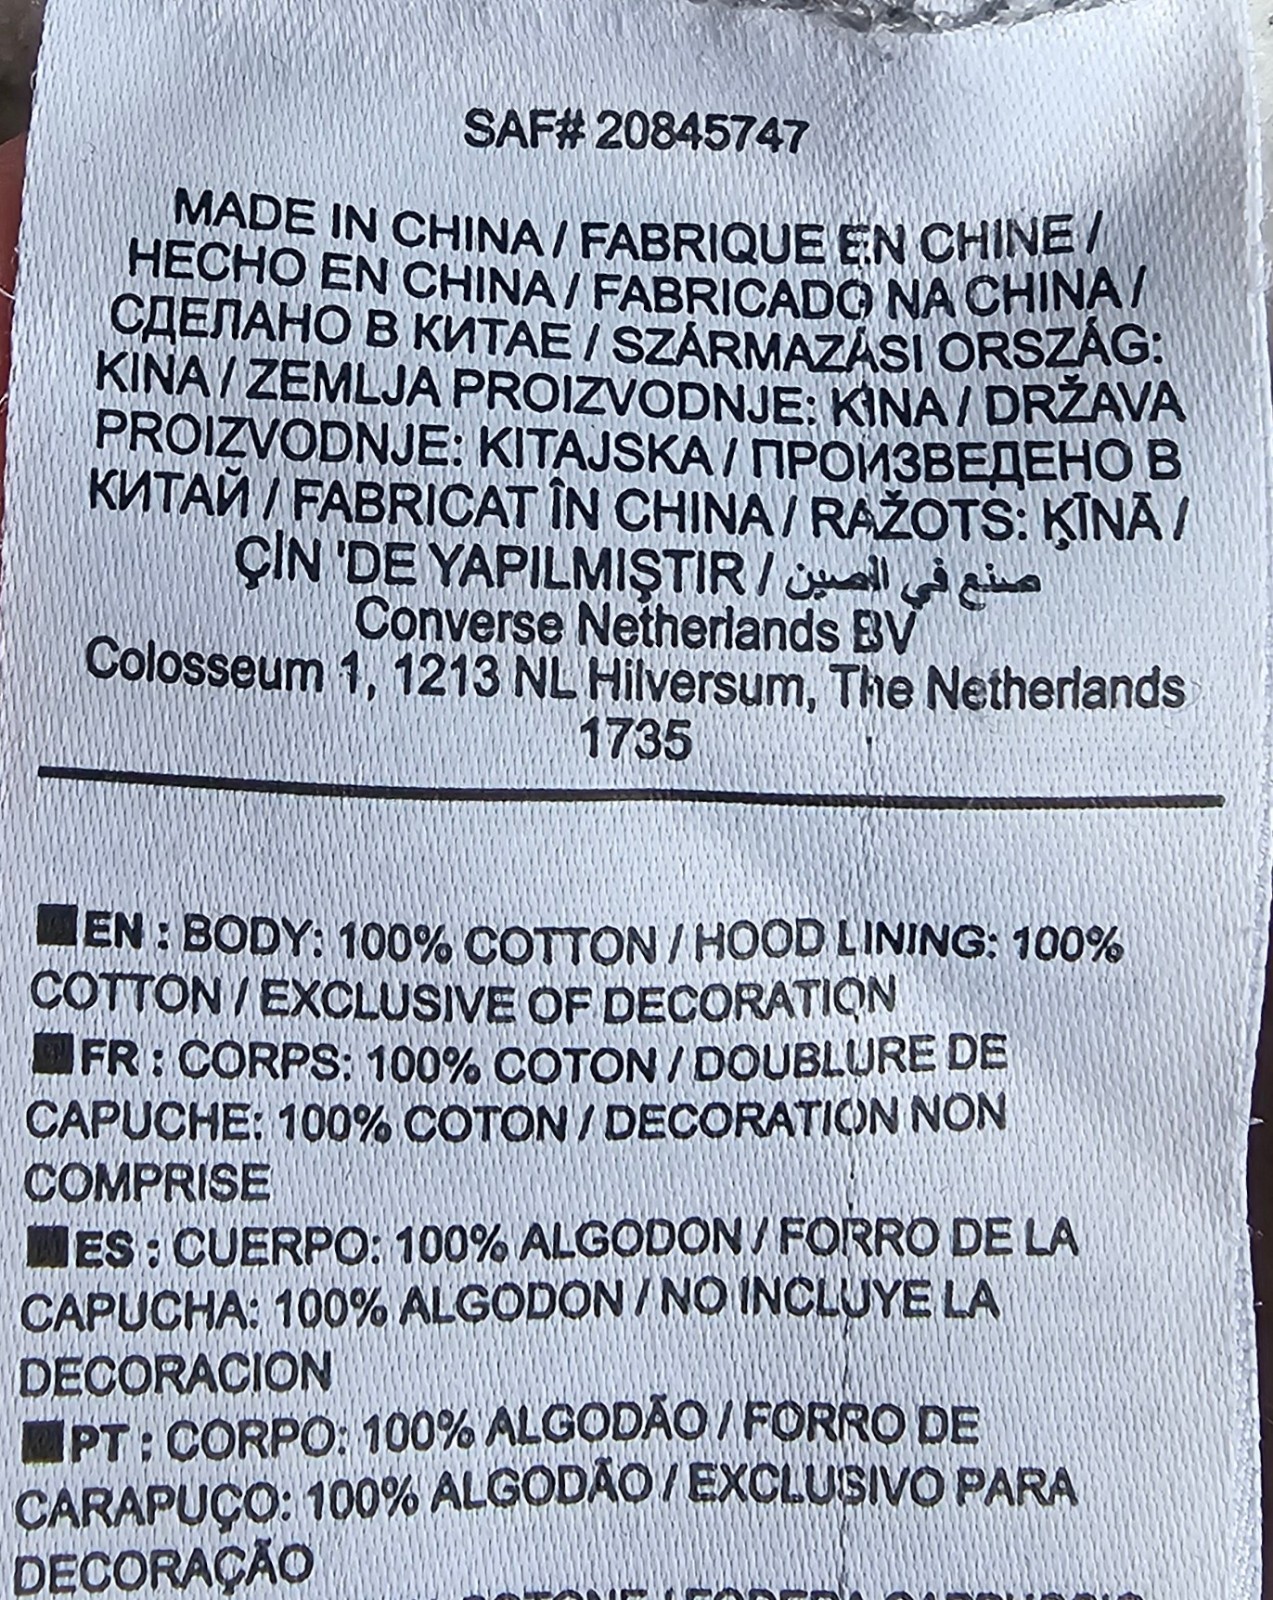 SAF# 20845747
MADE IN CHINA / FABRIQUE EN CHINE /
HECHO EN CHINA / FABRICADO NA CHINA /
СДЕЛАНО В КИТАЕ / SZÁRMAZÁSI ORSZÁG:
KINA / ZEMLJA PROIZVODNJE: KINA / DRŽAVA
PROIZVODNJE: KITAJSKA / ПРОИЗВЕДЕНО В
КИТАЙ / FABRICAT ÎN CHINA / RAŽOTS: ĶĪNĀ /
ÇİN 'DE YAPILMIŞTIR / صنع في الصين
Converse Netherlands BV
Colosseum 1, 1213 NL Hilversum, The Netherlands
1735
EN : BODY: 100% COTTON / HOOD LINING: 100%
COTTON / EXCLUSIVE OF DECORATION
FR : CORPS: 100% COTON / DOUBLURE DE
CAPUCHE: 100% COTON / DECORATION NON
COMPRISE
ES : CUERPO: 100% ALGODON / FORRO DE LA
CAPUCHA: 100% ALGODON / NO INCLUYE LA
DECORACION
PT : CORPO: 100% ALGODÃO / FORRO DE
CARAPUÇO: 100% ALGODÃO / EXCLUSIVO PARA
DECORAÇÃO